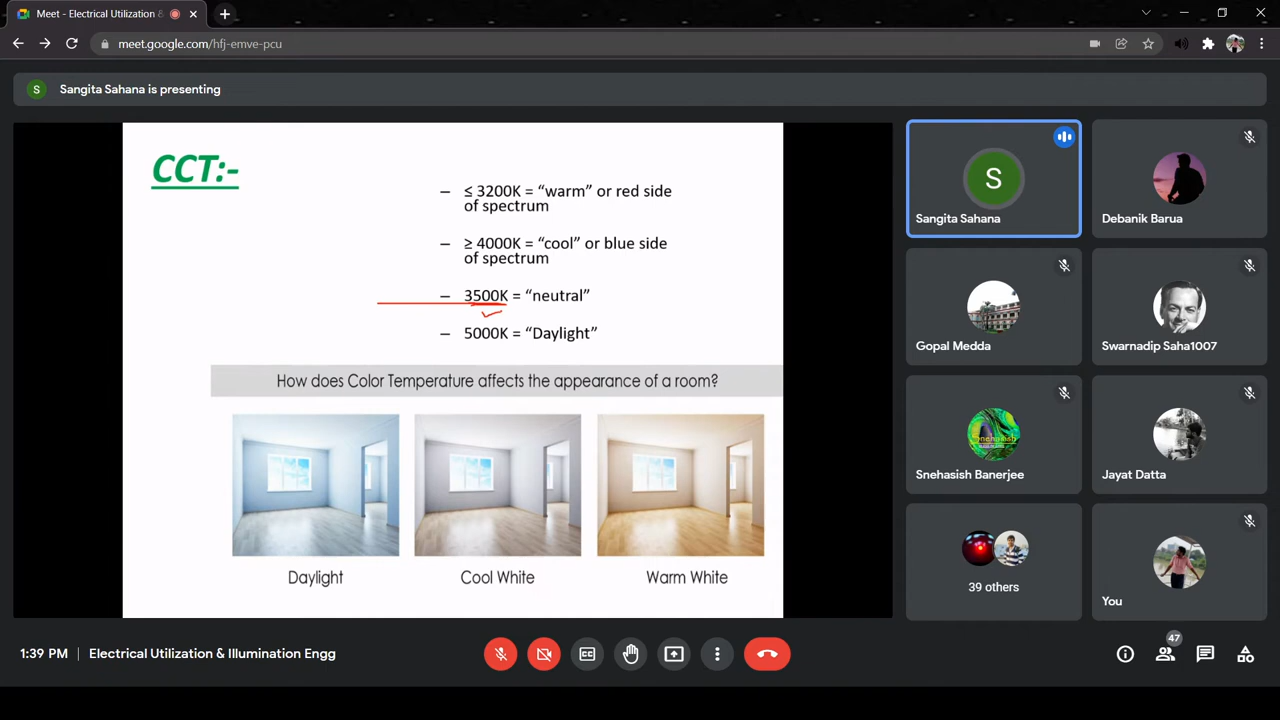 Meet - Electrical Utilization &
meet.google.com/hfj-emve-pcu
S
Sangita Sahana is presenting
CCT:-
– ≤ 3200K = “warm” or red side
of spectrum
– ≥ 4000K = “cool” or blue side
of spectrum
– 3500K = “neutral”
– 5000K = “Daylight”
How does Color Temperature affects the appearance of a room?
Daylight
Cool White
Warm White
S
Sangita Sahana
Debanik Barua
Gopal Medda
Swarnadip Saha1007
Snehasish Banerjee
Jayat Datta
39 others
You
1:39 PM
Electrical Utilization & Illumination Engg
47